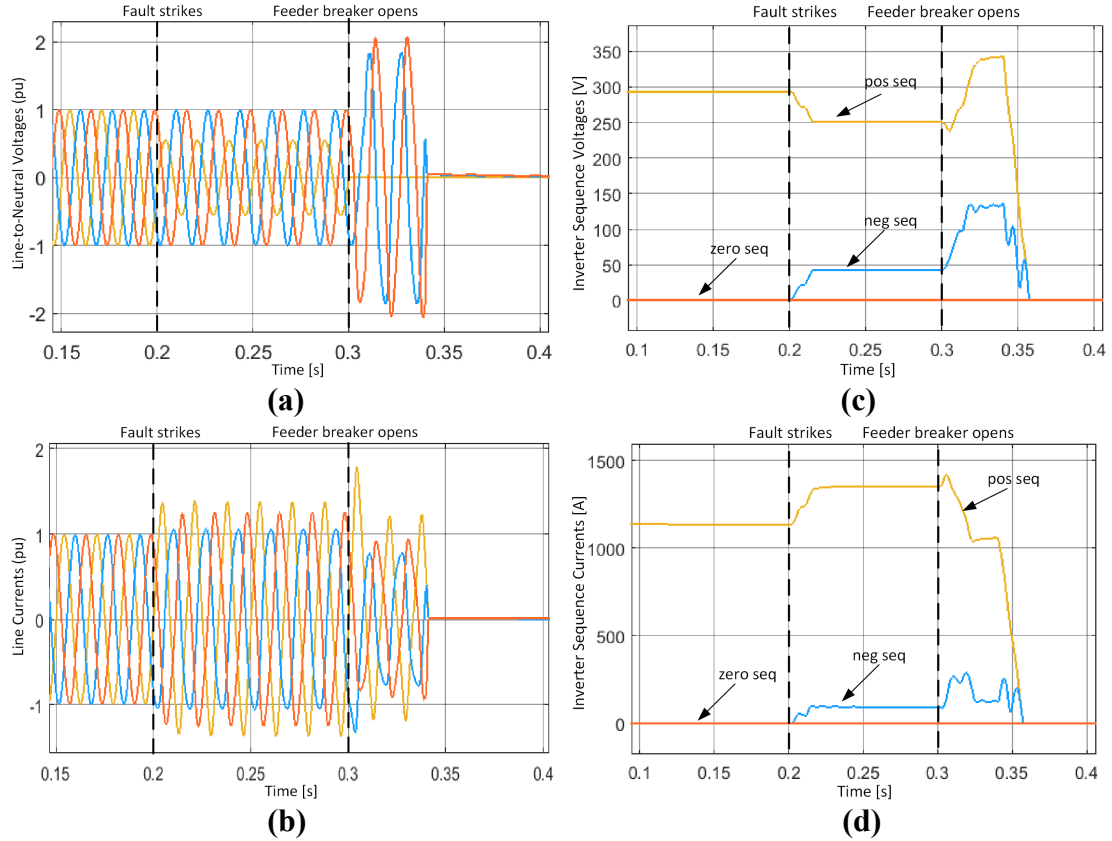 Fault strikes Feeder breaker opens
Line-to-Neutral Voltages (pu)
2
1
0
-1
-2
0.15 0.2 0.25 0.3 0.35 0.4
Time [s]
(a)
Fault strikes Feeder breaker opens
Inverter Sequence Voltages [V]
350
300
250
200
150
100
50
0
pos seq
neg seq
zero seq
0.1 0.15 0.2 0.25 0.3 0.35 0.4
Time [s]
(c)
Fault strikes Feeder breaker opens
Line Currents (pu)
2
1
0
-1
0.15 0.2 0.25 0.3 0.35 0.4
Time [s]
(b)
Fault strikes Feeder breaker opens
Inverter Sequence Currents [A]
1500
1000
500
0
pos seq
neg seq
zero seq
0.1 0.15 0.2 0.25 0.3 0.35 0.4
Time [s]
(d)